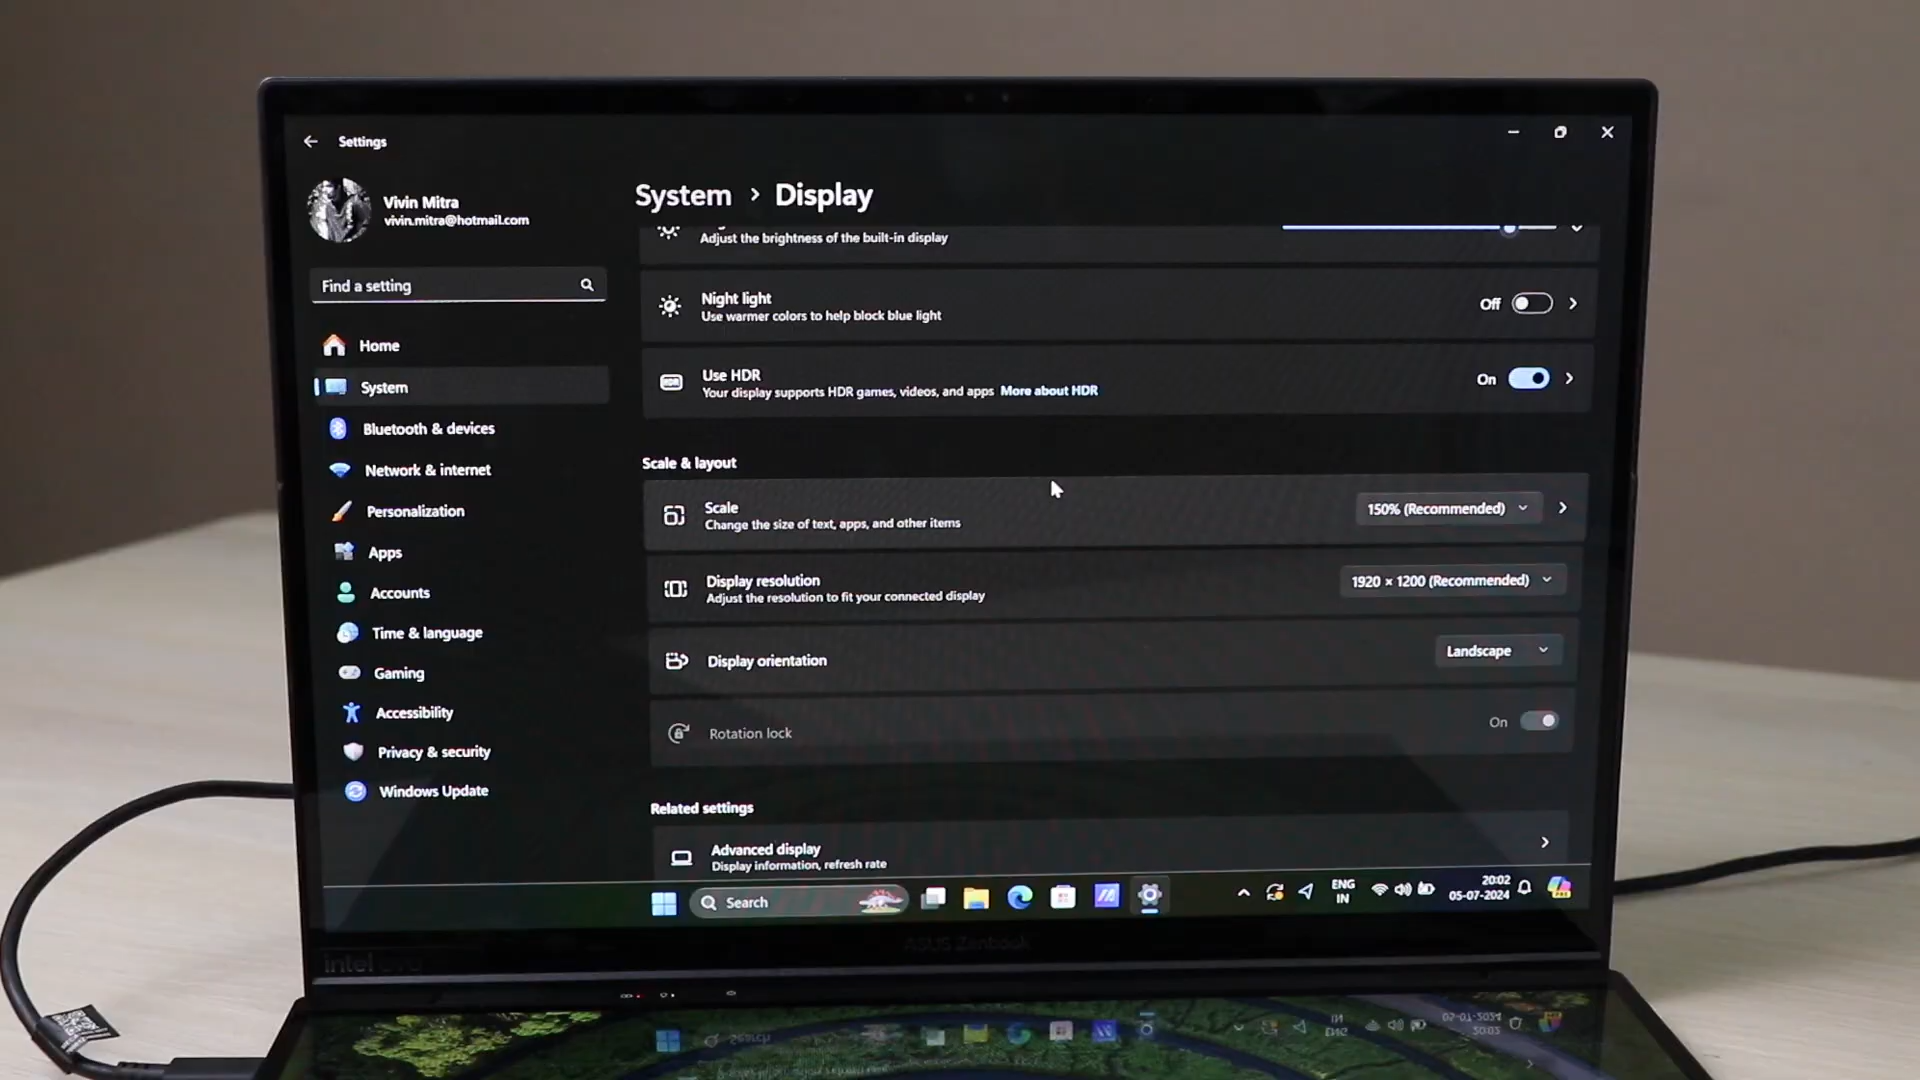 Settings
Vivin Mitra
vivin.mitra@hotmail.com
Find a setting
Home
System
Bluetooth & devices
Network & internet
Personalization
Apps
Accounts
Time & language
Gaming
Accessibility
Privacy & security
Windows Update
System > Display
Adjust the brightness of the built-in display
Night light
Use warmer colors to help block blue light
Off
Use HDR
Your display supports HDR games, videos, and apps More about HDR
On
Scale & layout
Scale
Change the size of text, apps, and other items
150% (Recommended)
Display resolution
Adjust the resolution to fit your connected display
1920 × 1200 (Recommended)
Display orientation
Landscape
Rotation lock
On
Related settings
Advanced display
Display information, refresh rate
Search
ENG
IN
20:02
05-07-2024
ASUS Zenbook
intel evo